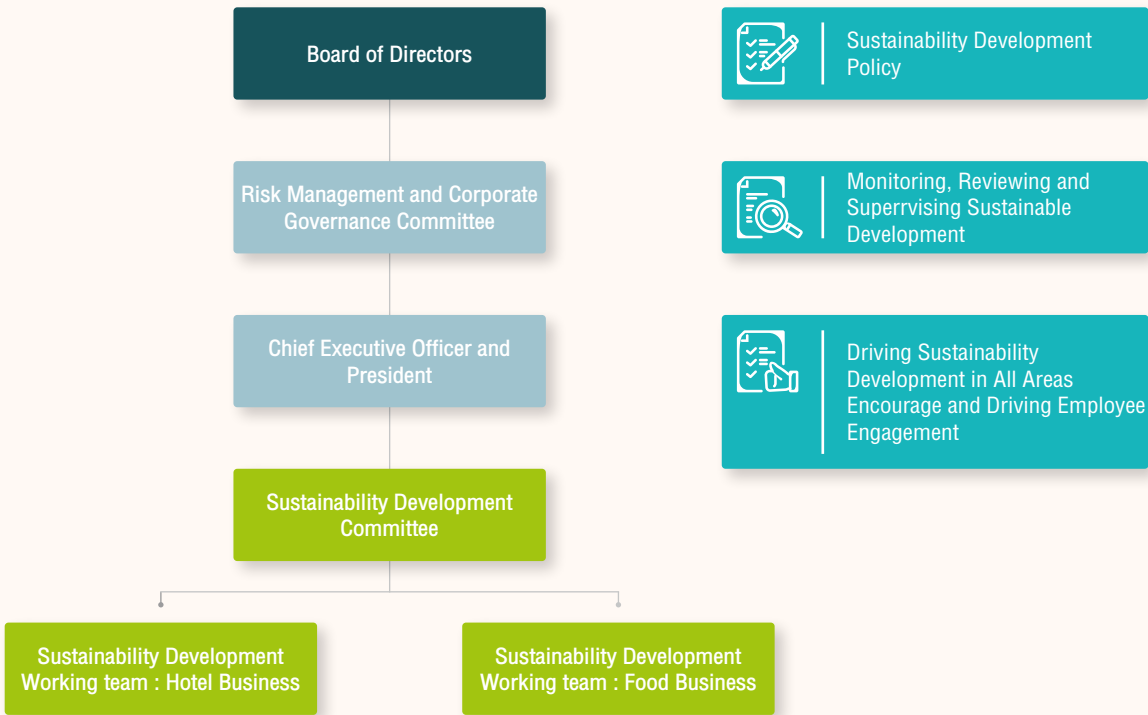 Board of Directors
Sustainability Development
Policy
Risk Management and Corporate
Governance Committee
Monitoring, Reviewing and
Superrvising Sustainable
Development
Chief Executive Officer and
President
Driving Sustainability
Development in All Areas
Encourage and Driving Employee
Engagement
Sustainability Development
Committee
Sustainability Development
Working team : Hotel Business
Sustainability Development
Working team : Food Business